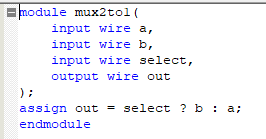 module mux2to1(
input wire a,
input wire b,
input wire select,
output wire out
);
assign out = select ? b : a;
endmodule